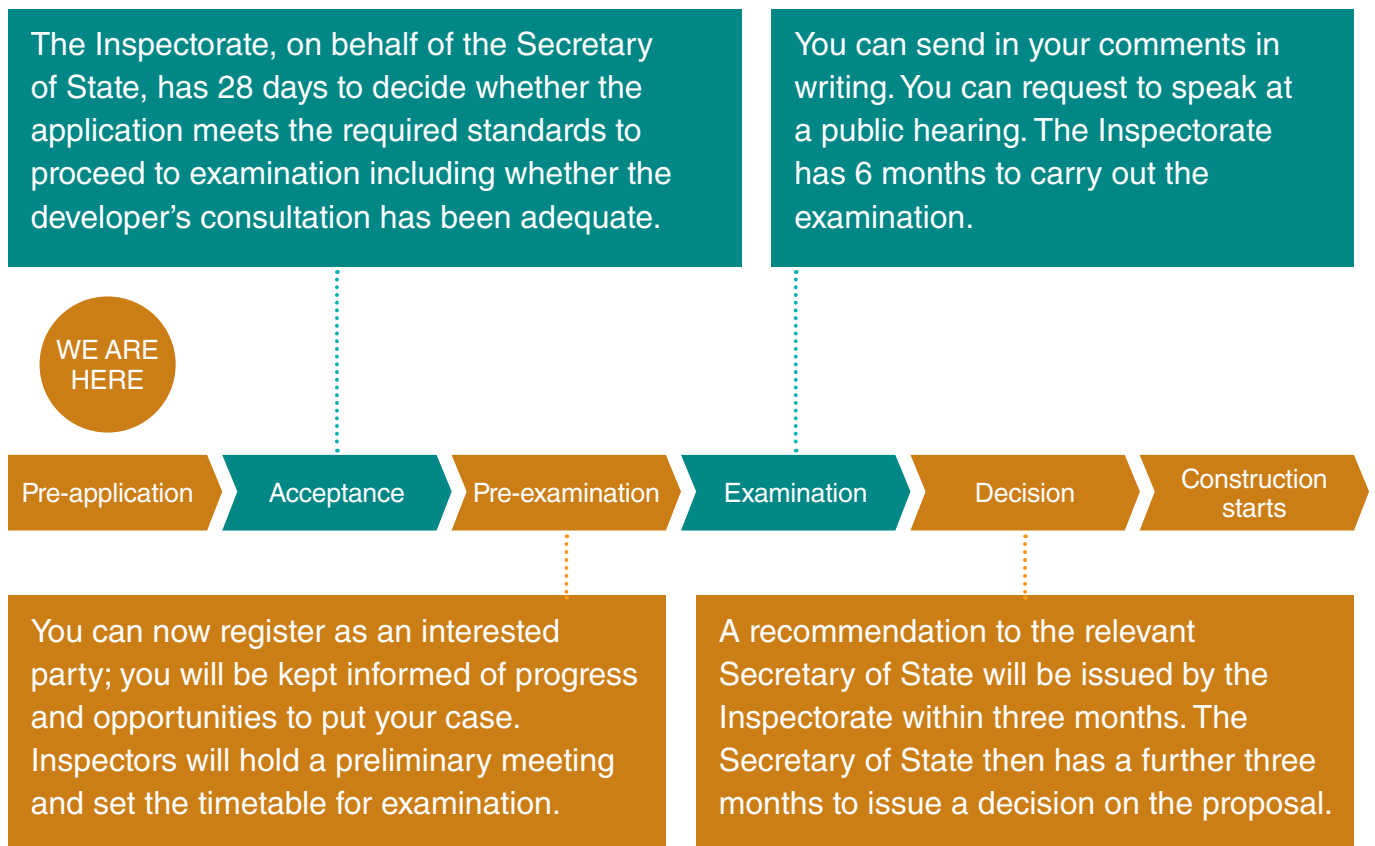 The Inspectorate, on behalf of the Secretary
of State, has 28 days to decide whether the
application meets the required standards to
proceed to examination including whether the
developer’s consultation has been adequate.
You can send in your comments in
writing. You can request to speak at
a public hearing. The Inspectorate
has 6 months to carry out the
examination.
WE ARE
HERE
Pre-application
Acceptance
Pre-examination
Examination
Decision
Construction
starts
You can now register as an interested
party; you will be kept informed of progress
and opportunities to put your case.
Inspectors will hold a preliminary meeting
and set the timetable for examination.
A recommendation to the relevant
Secretary of State will be issued by the
Inspectorate within three months. The
Secretary of State then has a further three
months to issue a decision on the proposal.